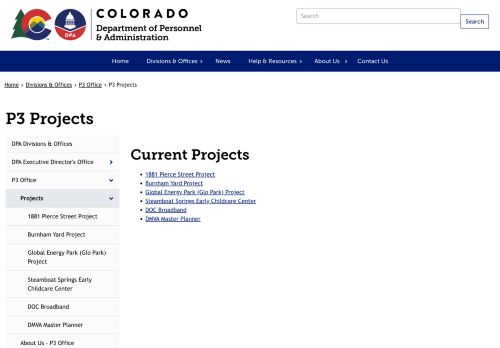 COLORADO
Department of Personnel
& Administration
DPA
Search
Search
Home Divisions & Offices News Help & Resources About Us Contact Us
Home › Divisions & Offices › P3 Office › P3 Projects
P3 Projects
DPA Divisions & Offices
DPA Executive Director's Office
P3 Office
Projects
1881 Pierce Street Project
Burnham Yard Project
Global Energy Park (Glo Park)
Project
Steamboat Springs Early
Childcare Center
DOC Broadband
DMVA Master Planner
About Us - P3 Office
Current Projects
1881 Pierce Street Project
Burnham Yard Project
Global Energy Park (Glo Park) Project
Steamboat Springs Early Childcare Center
DOC Broadband
DMVA Master Planner